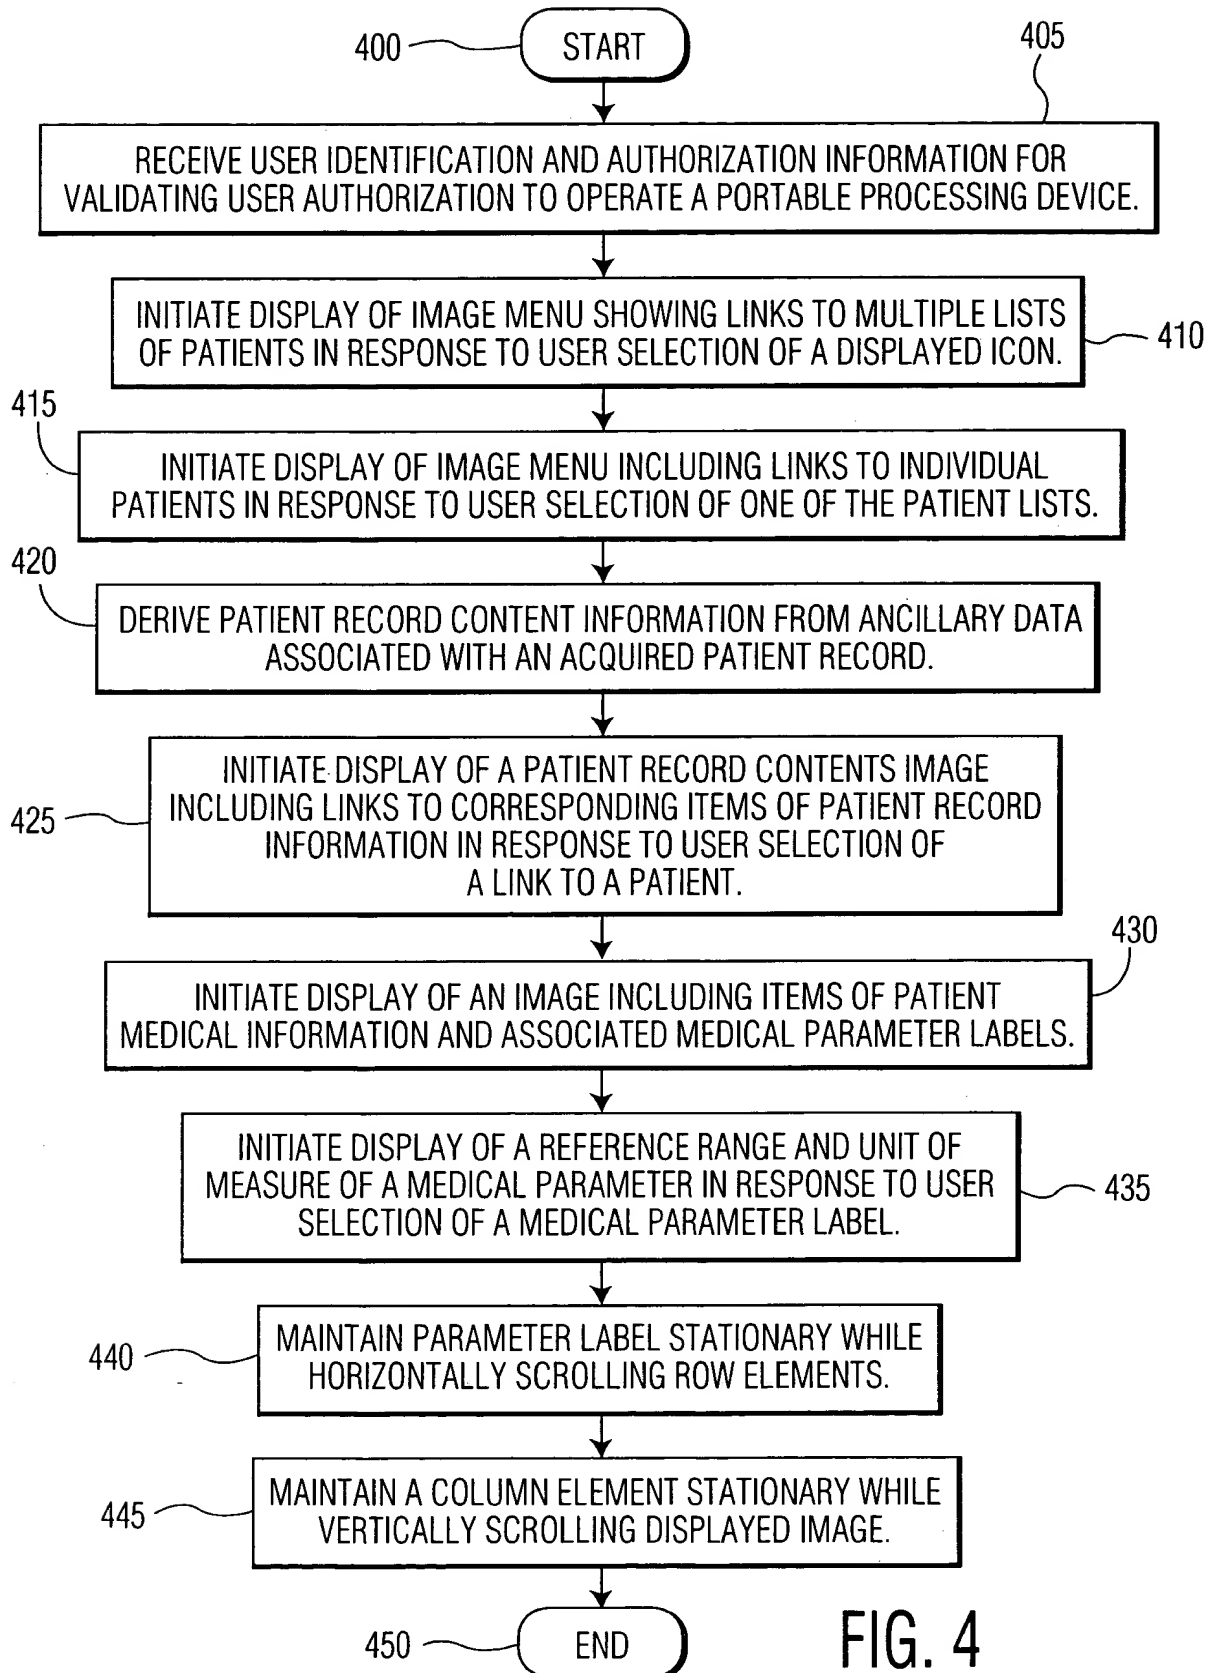 400
START
405
RECEIVE USER IDENTIFICATION AND AUTHORIZATION INFORMATION FOR
VALIDATING USER AUTHORIZATION TO OPERATE A PORTABLE PROCESSING DEVICE.
INITIATE DISPLAY OF IMAGE MENU SHOWING LINKS TO MULTIPLE LISTS
OF PATIENTS IN RESPONSE TO USER SELECTION OF A DISPLAYED ICON.
410
415
INITIATE DISPLAY OF IMAGE MENU INCLUDING LINKS TO INDIVIDUAL
PATIENTS IN RESPONSE TO USER SELECTION OF ONE OF THE PATIENT LISTS.
420
DERIVE PATIENT RECORD CONTENT INFORMATION FROM ANCILLARY DATA
ASSOCIATED WITH AN ACQUIRED PATIENT RECORD.
425
INITIATE DISPLAY OF A PATIENT RECORD CONTENTS IMAGE
INCLUDING LINKS TO CORRESPONDING ITEMS OF PATIENT RECORD
INFORMATION IN RESPONSE TO USER SELECTION OF
A LINK TO A PATIENT.
430
INITIATE DISPLAY OF AN IMAGE INCLUDING ITEMS OF PATIENT
MEDICAL INFORMATION AND ASSOCIATED MEDICAL PARAMETER LABELS.
INITIATE DISPLAY OF A REFERENCE RANGE AND UNIT OF
MEASURE OF A MEDICAL PARAMETER IN RESPONSE TO USER
SELECTION OF A MEDICAL PARAMETER LABEL.
435
440
MAINTAIN PARAMETER LABEL STATIONARY WHILE
HORIZONTALLY SCROLLING ROW ELEMENTS.
445
MAINTAIN A COLUMN ELEMENT STATIONARY WHILE
VERTICALLY SCROLLING DISPLAYED IMAGE.
450
END
FIG. 4